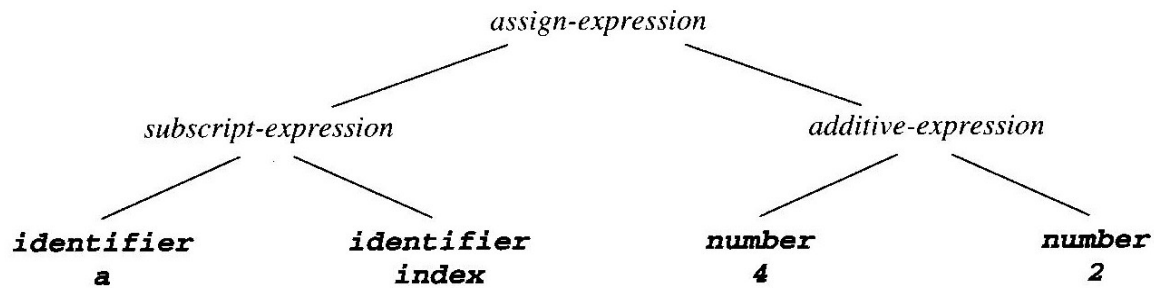 assign-expression
subscript-expression additive-expression
identifier identifier number number
a index 4 2